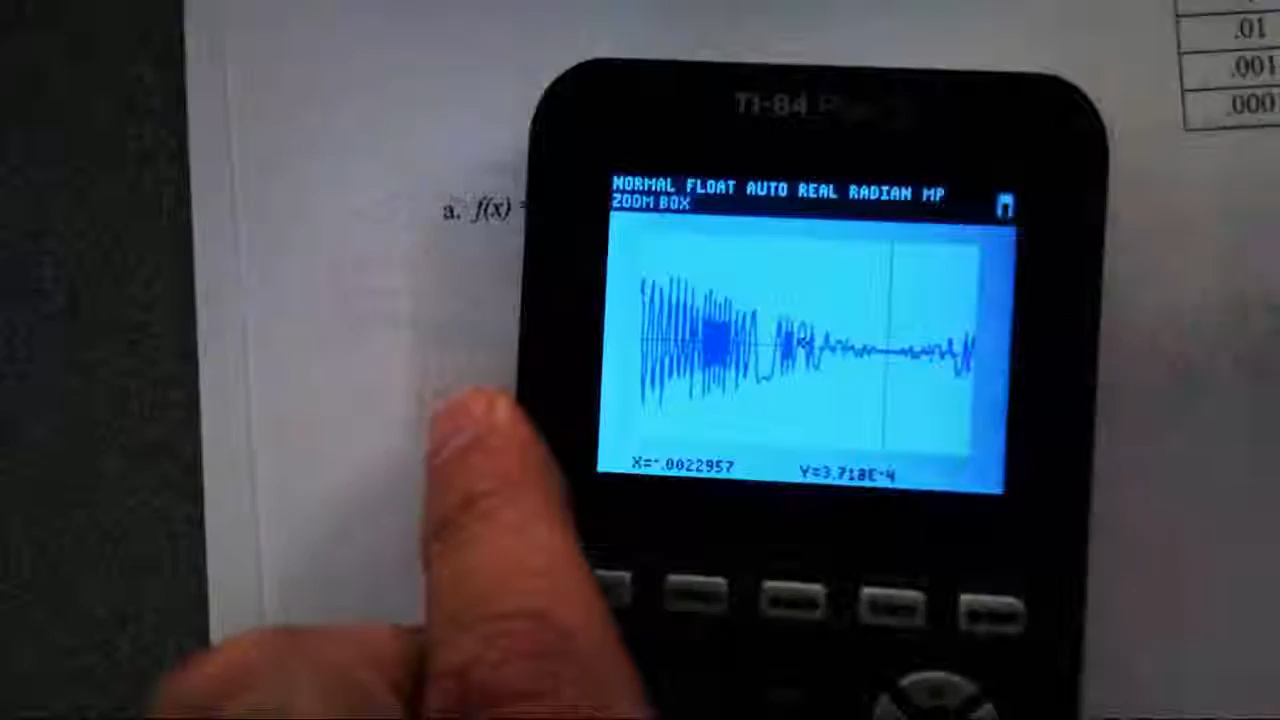 .01
.001
.000
TI-84 Plus
NORMAL FLOAT AUTO REAL RADIAN MP
ZOOM BOX
a. f(x) =
X=-.0022957
Y=3.718E-4